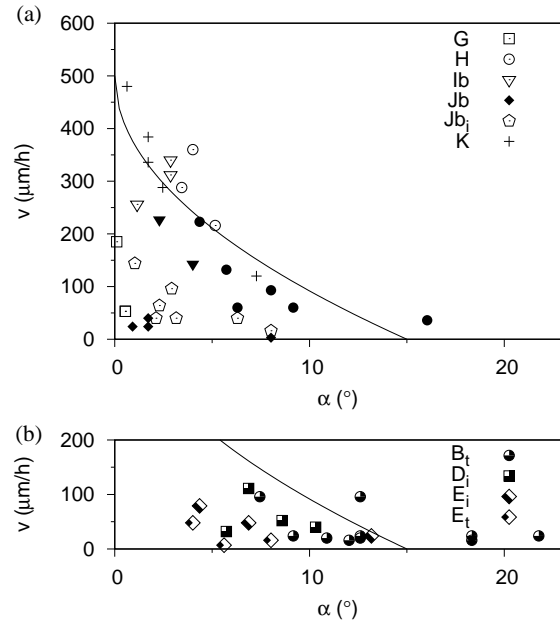 (a)
600
500
400
300
200
100
0
v (μm/h)
G
H
Ib
Jb
Jbi
K
0 10 20
α (°)
(b)
200
100
0
v (μm/h)
Bt
Di
Ei
Et
0 10 20
α (°)